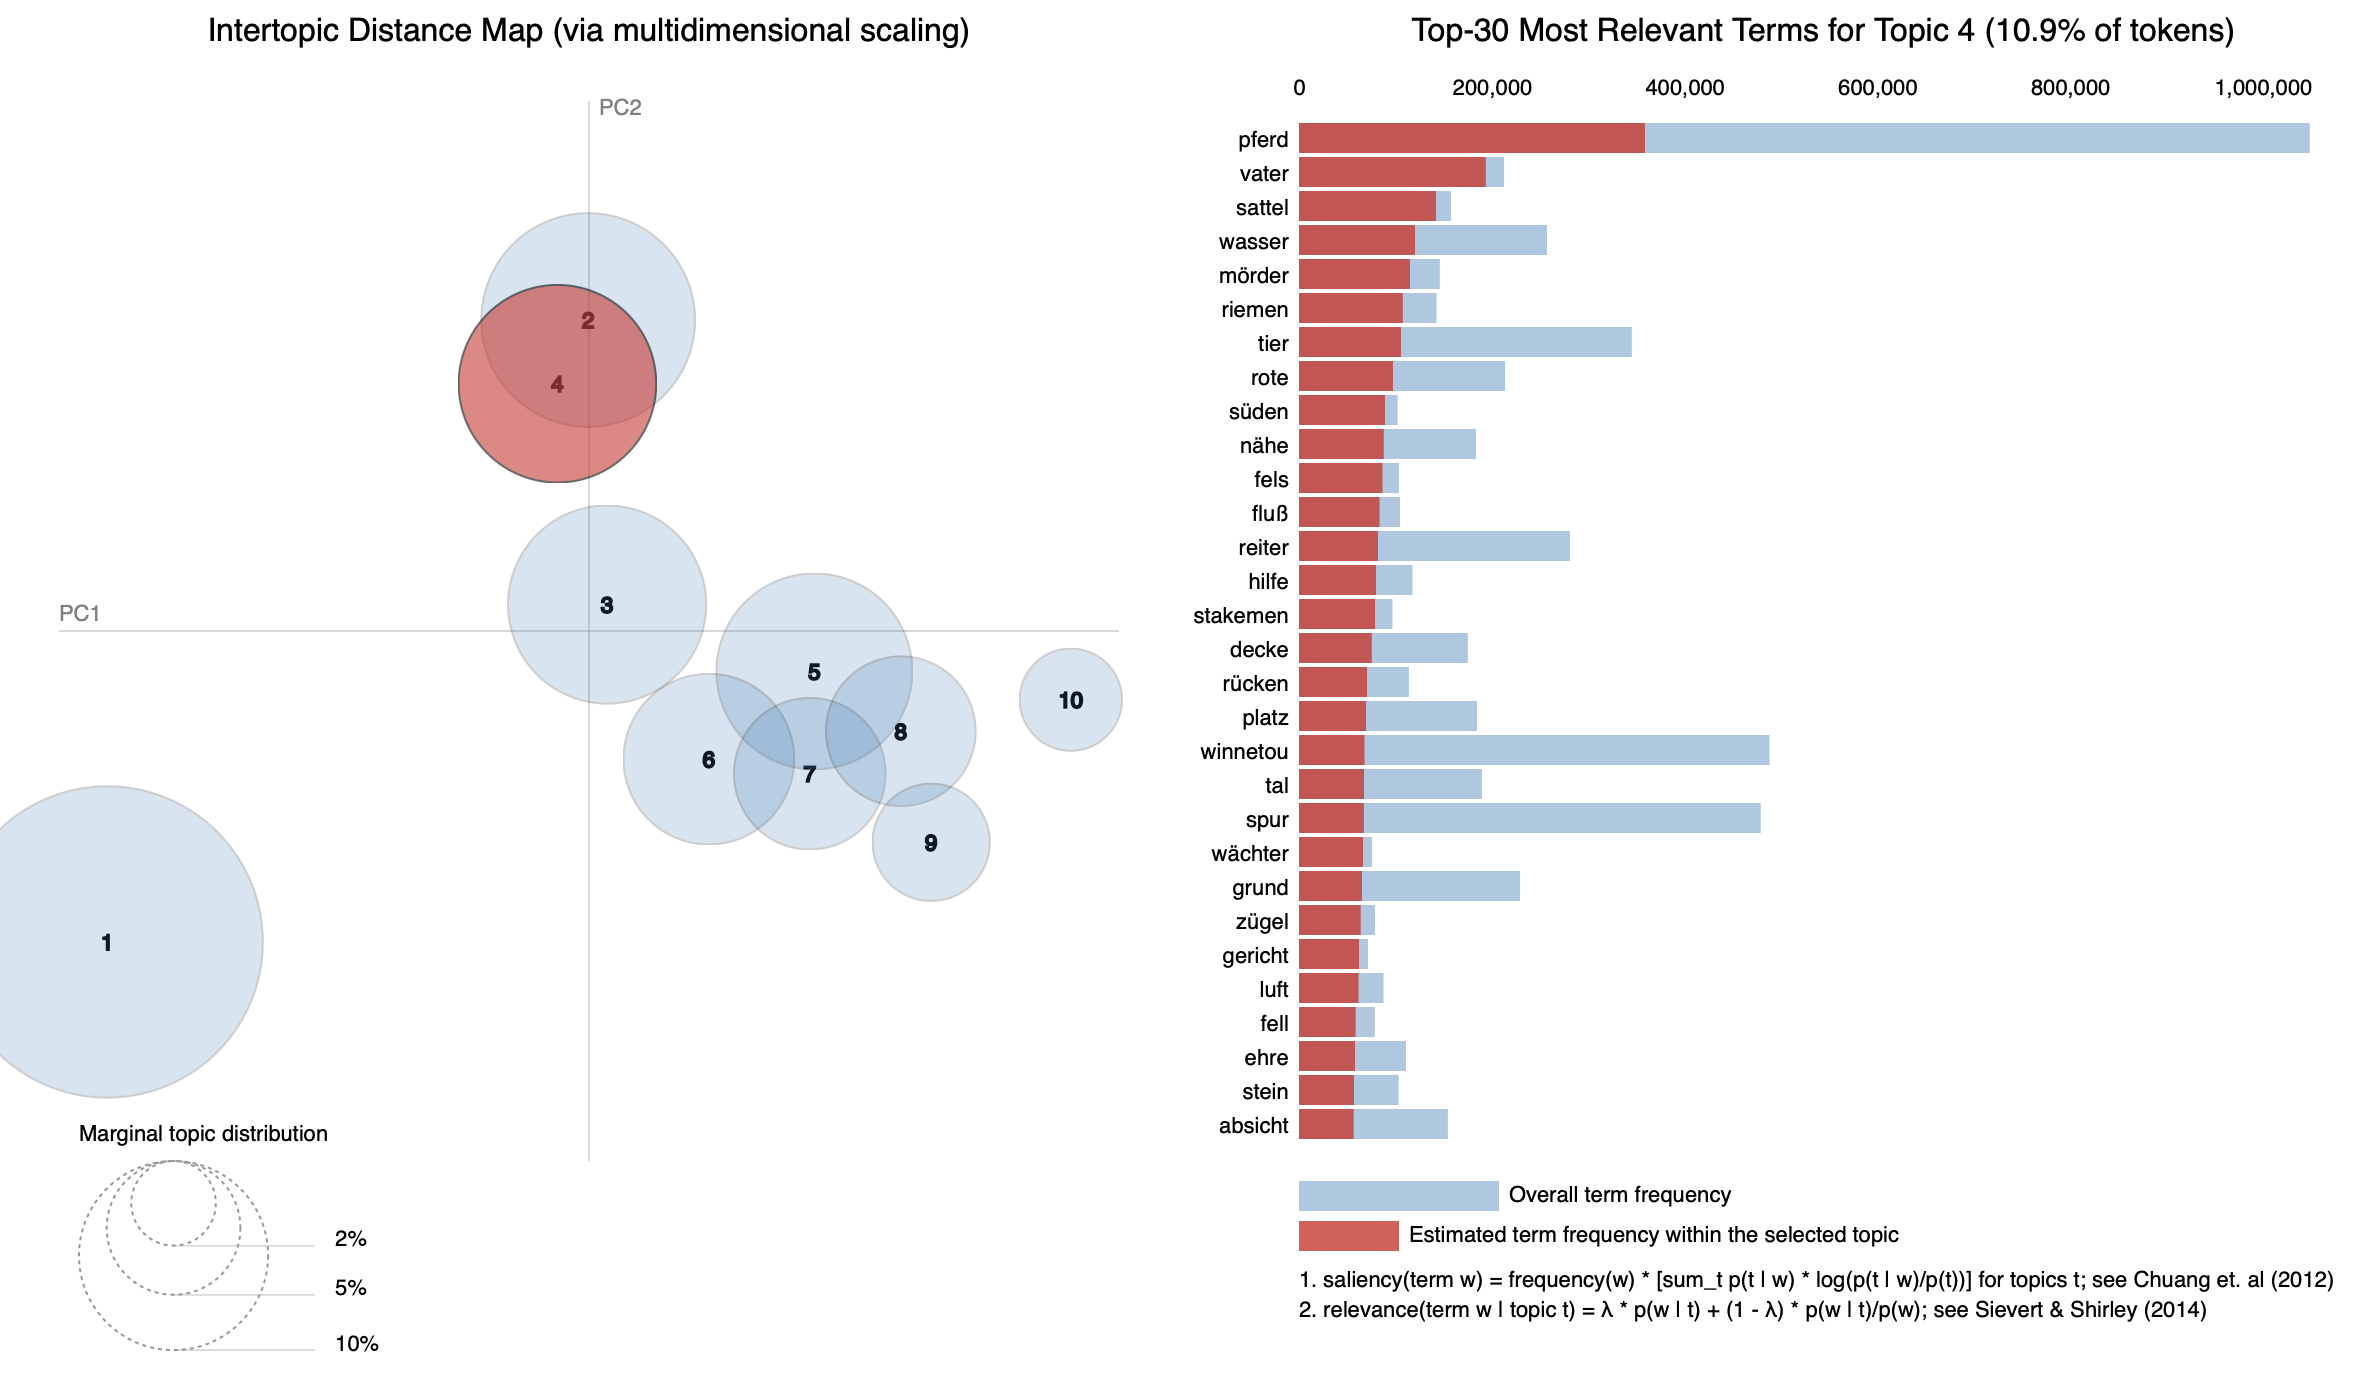 Intertopic Distance Map (via multidimensional scaling)
PC2
PC1
2
4
3
5
6
7
8
9
10
1
Marginal topic distribution
2%
5%
10%
Top-30 Most Relevant Terms for Topic 4 (10.9% of tokens)
0 200,000 400,000 600,000 800,000 1,000,000
pferd
vater
sattel
wasser
mörder
riemen
tier
rote
süden
nähe
fels
fluß
reiter
hilfe
stakemen
decke
rücken
platz
winnetou
tal
spur
wächter
grund
zügel
gericht
luft
fell
ehre
stein
absicht
Overall term frequency
Estimated term frequency within the selected topic
1. saliency(term w) = frequency(w) * [sum_t p(t | w) * log(p(t | w)/p(t))] for topics t; see Chuang et. al (2012)
2. relevance(term w | topic t) = λ * p(w | t) + (1 - λ) * p(w | t)/p(w); see Sievert & Shirley (2014)